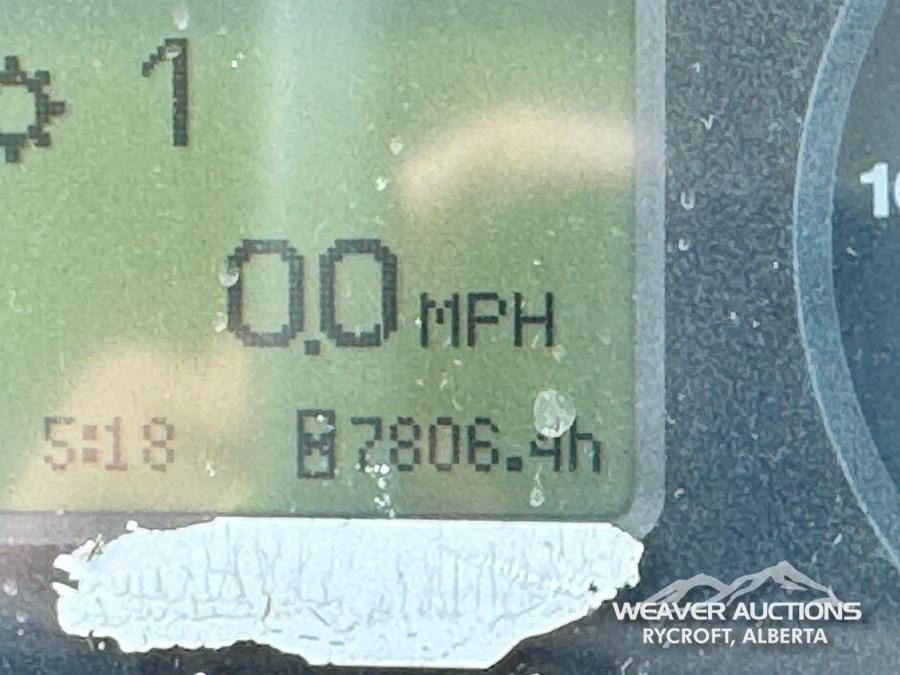 1
0.0 MPH
5:18 7806.4h
WEAVER AUCTIONS
RYCROFT, ALBERTA